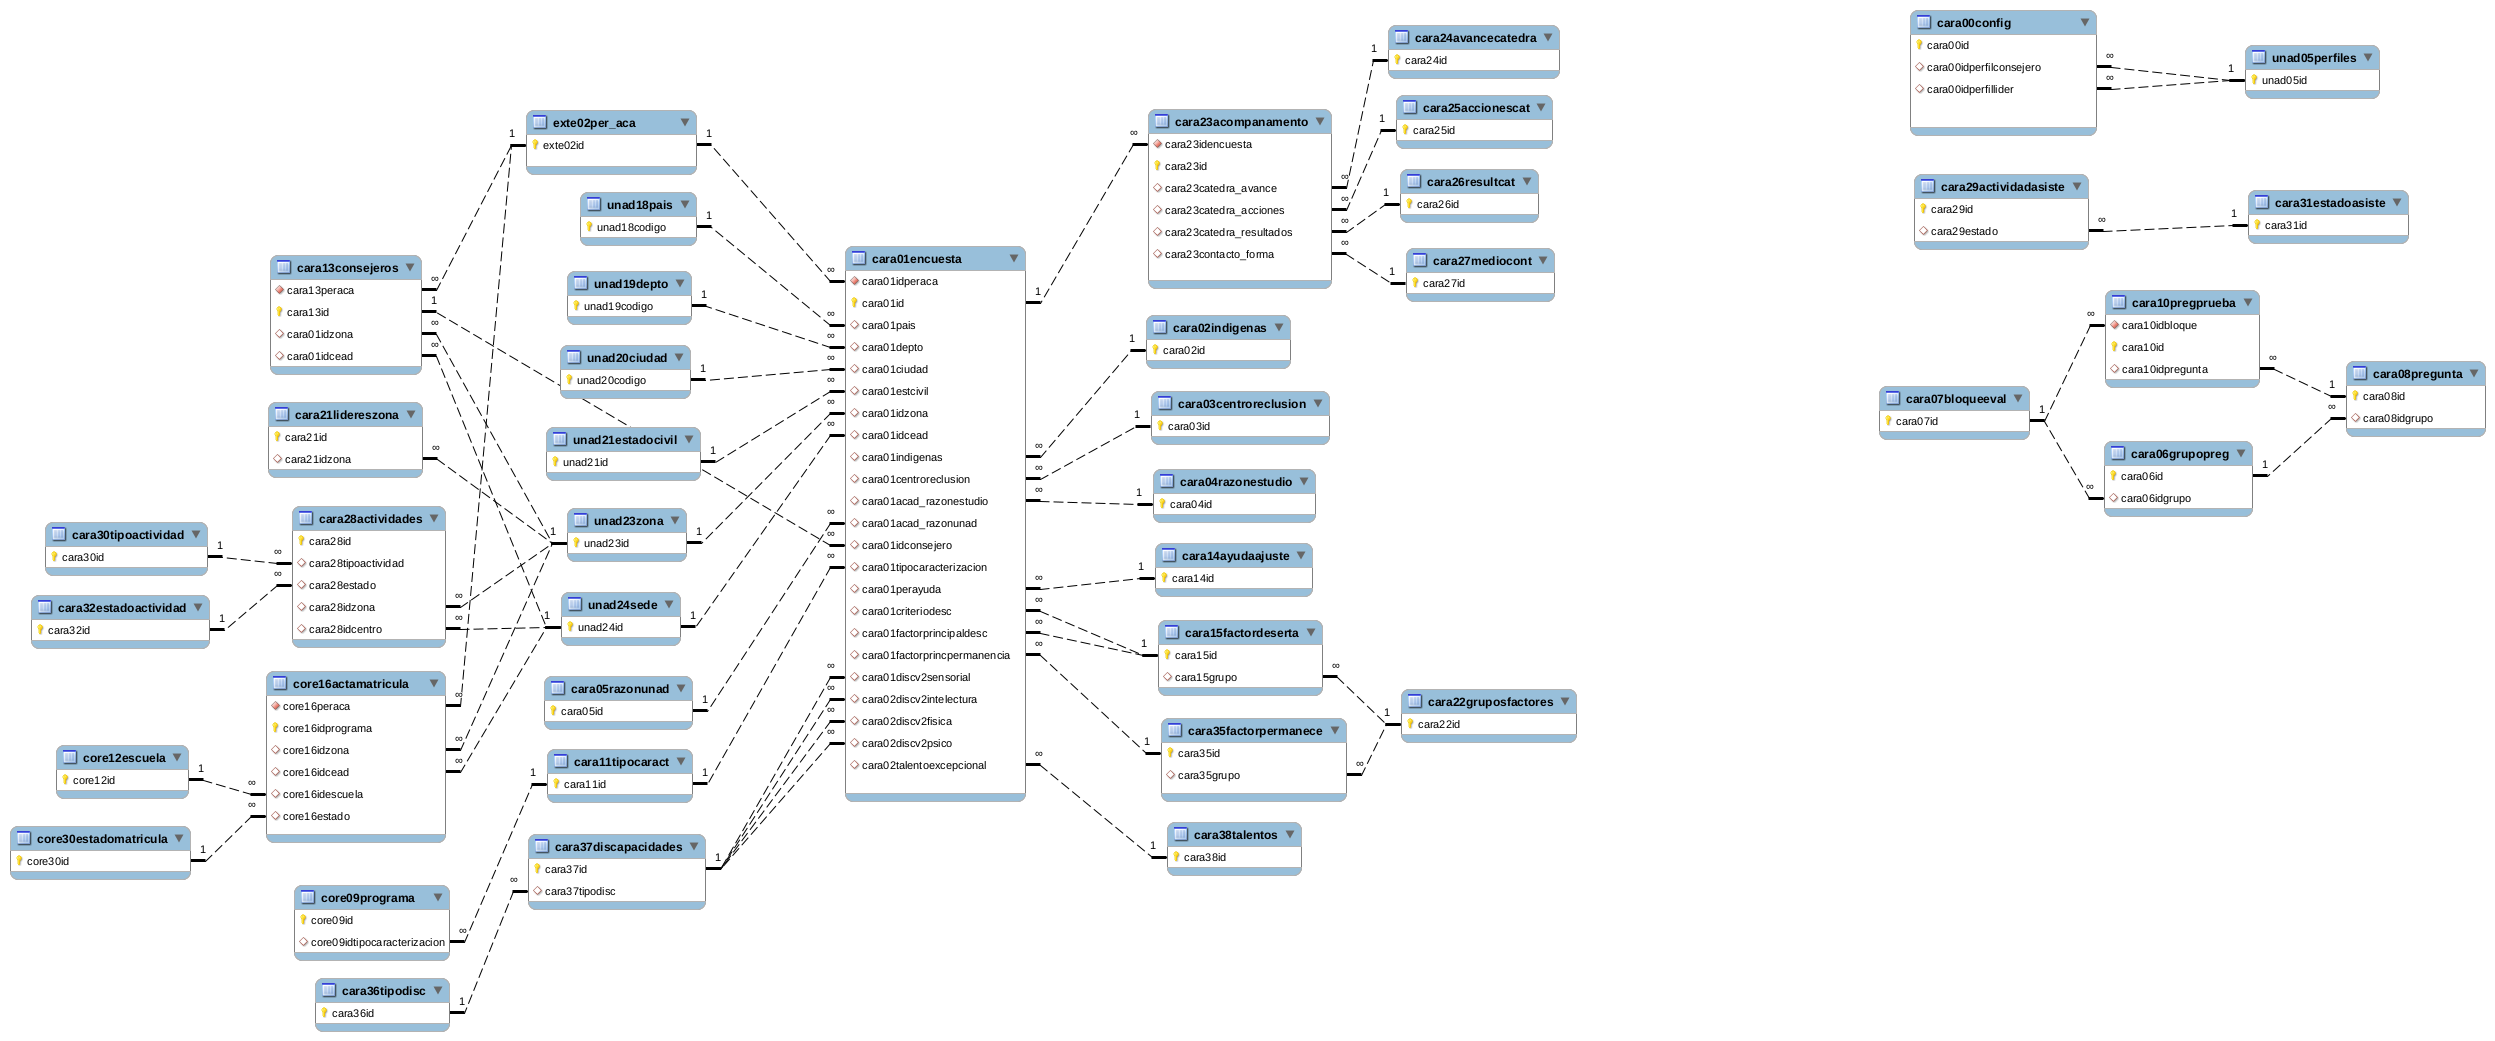 exte02per_aca
exte02id
unad18pais
unad18codigo
unad19depto
unad19codigo
unad20ciudad
unad20codigo
unad21estadocivil
unad21id
unad23zona
unad23id
unad24sede
unad24id
cara05razonunad
cara05id
cara11tipocaract
cara11id
cara37discapacidades
cara37id
cara37tipodisc
cara13consejeros
cara13peraca
cara13id
cara01idzona
cara01idcead
cara21lidereszona
cara21id
cara21idzona
cara28actividades
cara28id
cara28tipoactividad
cara28estado
cara28idzona
cara28idcentro
cara30tipoactividad
cara30id
cara32estadoactividad
cara32id
core16actamatricula
core16peraca
core16idprograma
core16idzona
core16idcead
core16idescuela
core16estado
core12escuela
core12id
core30estadomatricula
core30id
core09programa
core09id
core09idtipocaracterizacion
cara36tipodisc
cara36id
cara01encuesta
cara01idperaca
cara01id
cara01pais
cara01depto
cara01ciudad
cara01estcivil
cara01idzona
cara01idcead
cara01indigenas
cara01centroreclusion
cara01acad_razonestudio
cara01acad_razonunad
cara01idconsejero
cara01tipocaracterizacion
cara01perayuda
cara01criteriodesc
cara01factorprincipaldesc
cara01factorprincpermanencia
cara01discv2sensorial
cara02discv2intelectura
cara02discv2fisica
cara02discv2psico
cara02talentoexcepcional
cara23acompanamento
cara23idencuesta
cara23id
cara23catedra_avance
cara23catedra_acciones
cara23catedra_resultados
cara23contacto_forma
cara24avancecatedra
cara24id
cara25accionescat
cara25id
cara26resultcat
cara26id
cara27mediocont
cara27id
cara02indigenas
cara02id
cara03centroreclusion
cara03id
cara04razonestudio
cara04id
cara14ayudaajuste
cara14id
cara15factordeserta
cara15id
cara15grupo
cara35factorpermanece
cara35id
cara35grupo
cara22gruposfactores
cara22id
cara38talentos
cara38id
cara00config
cara00id
cara00idperfilconsejero
cara00idperfillider
unad05perfiles
unad05id
cara29actividadasiste
cara29id
cara29estado
cara31estadoasiste
cara31id
cara07bloqueeval
cara07id
cara10pregprueba
cara10idbloque
cara10id
cara10idpregunta
cara06grupopreg
cara06id
cara06idgrupo
cara08pregunta
cara08id
cara08idgrupo